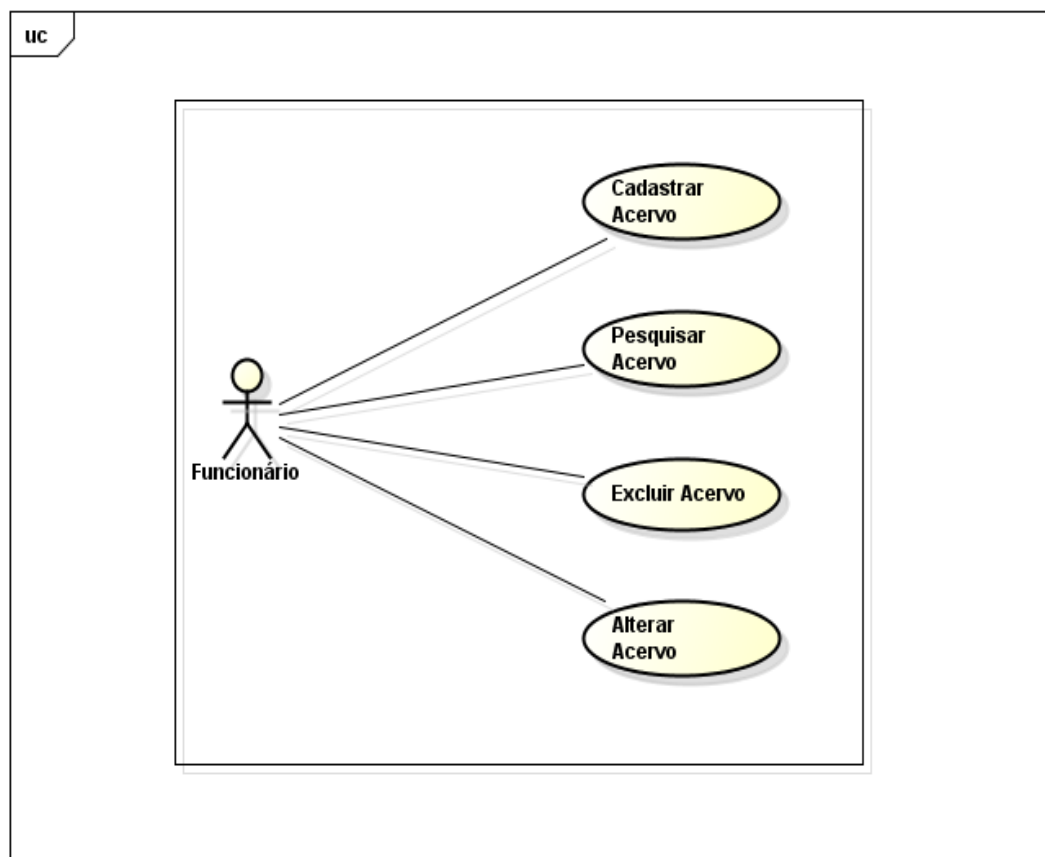 uc
Cadastrar
Acervo
Pesquisar
Acervo
Funcionário
Excluir Acervo
Alterar
Acervo